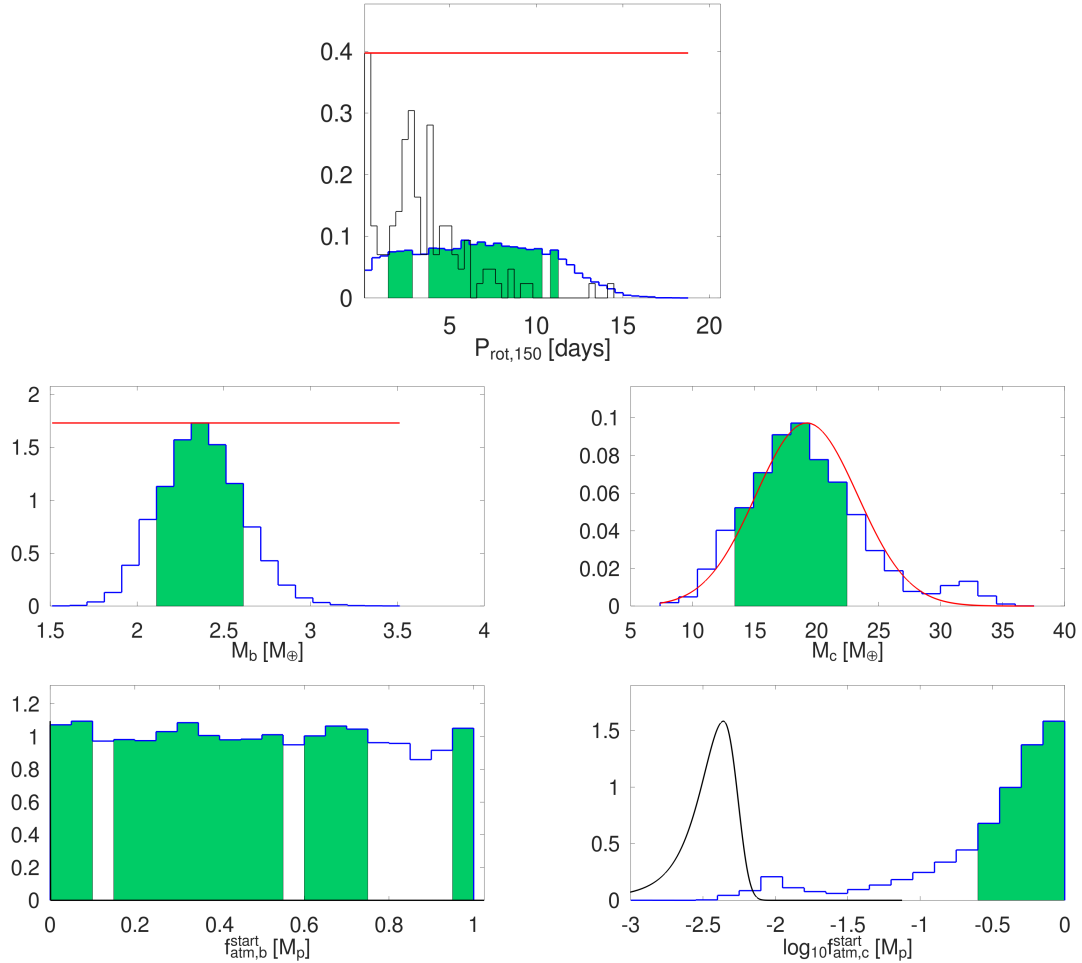 0.4
0.3
0.2
0.1
0
5 10 15 20
P_rot,150 [days]
2
1.5
1
0.5
0
1.5 2 2.5 3 3.5 4
M_b [M_⊕]
0.1
0.08
0.06
0.04
0.02
0
5 10 15 20 25 30 35 40
M_c [M_⊕]
1.2
1
0.8
0.6
0.4
0.2
0
0 0.2 0.4 0.6 0.8 1
f_atm,b^start [M_p]
1.5
1
0.5
0
-3 -2.5 -2 -1.5 -1 -0.5 0
log_10 f_atm,c^start [M_p]